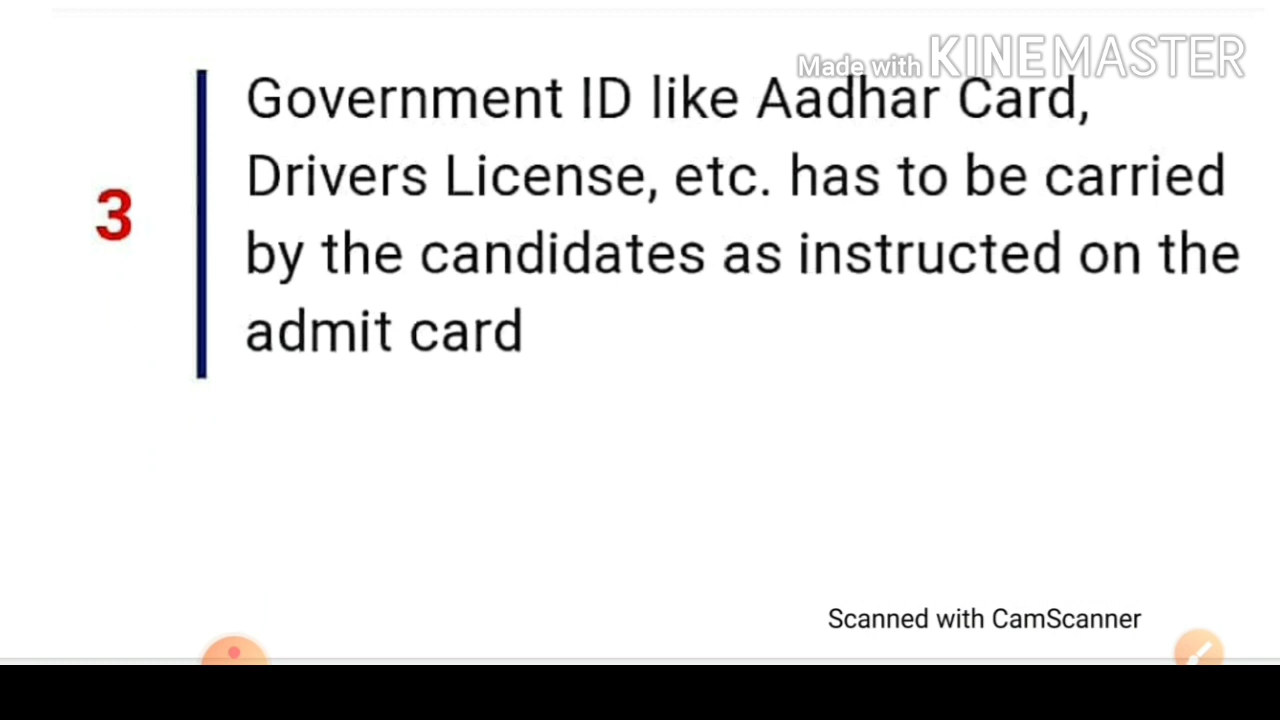 Made with KINEMASTER
Government ID like Aadhar Card,
Drivers License, etc. has to be carried
3
by the candidates as instructed on the
admit card
Scanned with CamScanner